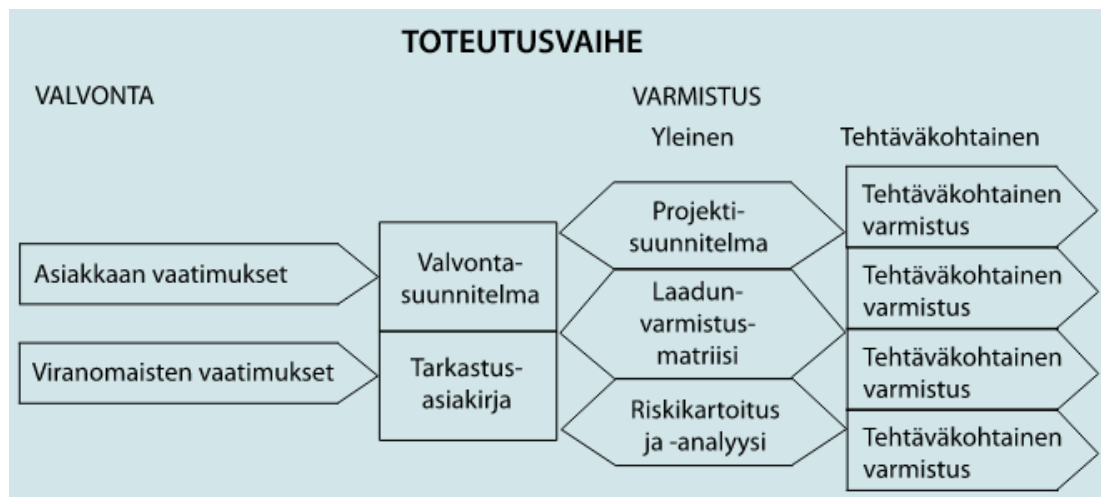 TOTEUTUSVAIHE
VALVONTA
VARMISTUS
Yleinen
Tehtäväkohtainen
Asiakkaan vaatimukset
Viranomaisten vaatimukset
Valvonta-
suunnitelma
Tarkastus-
asiakirja
Projekti-
suunnitelma
Laadun-
varmistus-
matriisi
Riskikartoitus
ja -analyysi
Tehtäväkohtainen
varmistus
Tehtäväkohtainen
varmistus
Tehtäväkohtainen
varmistus
Tehtäväkohtainen
varmistus